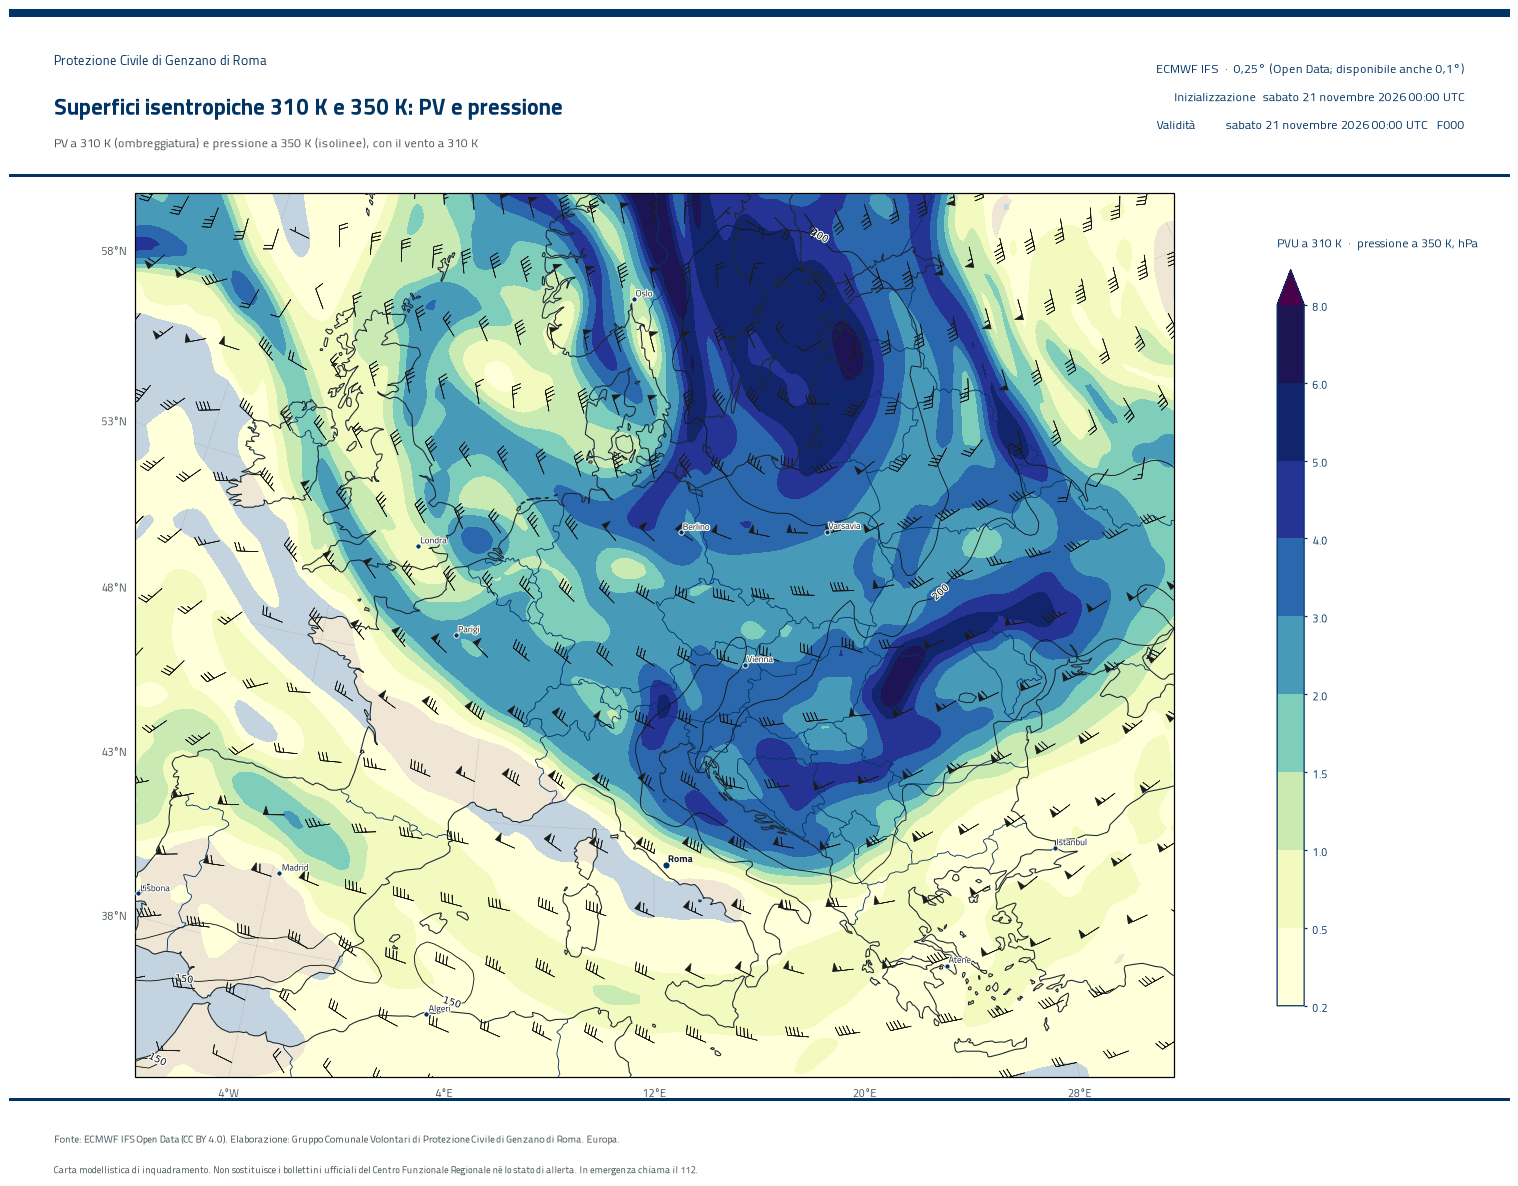 Protezione Civile di Genzano di Roma
Superfici isentropiche 310 K e 350 K: PV e pressione
PV a 310 K (ombreggiatura) e pressione a 350 K (isolinee), con il vento a 310 K
ECMWF IFS · 0,25° (Open Data; disponibile anche 0,1°)
Inizializzazione sabato 21 novembre 2026 00:00 UTC
Validità sabato 21 novembre 2026 00:00 UTC F000
PVU a 310 K · pressione a 350 K, hPa
8.0
6.0
5.0
4.0
3.0
2.0
1.5
1.0
0.5
0.2
58°N
53°N
48°N
43°N
38°N
200
Oslo
Berlino
Varsavia
Londra
200
Parigi
Vienna
Roma
Istanbul
Madrid
Lisbona
Atene
150
150
Algeri
150
4°W
4°E
12°E
20°E
28°E
Fonte: ECMWF IFS Open Data (CC BY 4.0). Elaborazione: Gruppo Comunale Volontari di Protezione Civile di Genzano di Roma. Europa.
Carta modellistica di inquadramento. Non sostituisce i bollettini ufficiali del Centro Funzionale Regionale né lo stato di allerta. In emergenza chiama il 112.